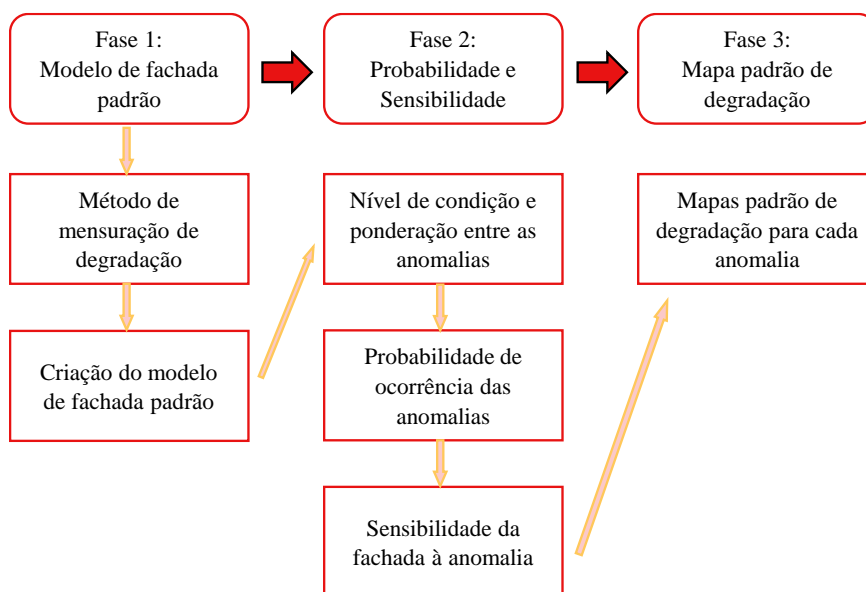 Fase 1:
Modelo de fachada
padrão
Fase 2:
Probabilidade e
Sensibilidade
Fase 3:
Mapa padrão de
degradação
Método de
mensuração de
degradação
Criação do modelo
de fachada padrão
Nível de condição e
ponderação entre as
anomalias
Probabilidade de
ocorrência das
anomalias
Sensibilidade da
fachada à anomalia
Mapas padrão de
degradação para cada
anomalia